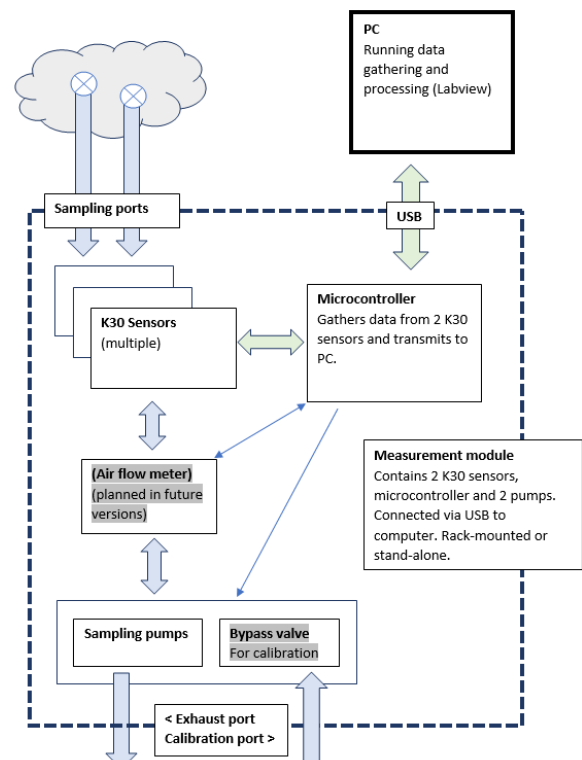 PC
Running data
gathering and
processing (Labview)
Sampling ports
USB
K30 Sensors
(multiple)
Microcontroller
Gathers data from 2 K30
sensors and transmits to
PC.
(Air flow meter)
(planned in future
versions)
Measurement module
Contains 2 K30 sensors,
microcontroller and 2 pumps.
Connected via USB to
computer. Rack-mounted or
stand-alone.
Sampling pumps
Bypass valve
For calibration
< Exhaust port
Calibration port >